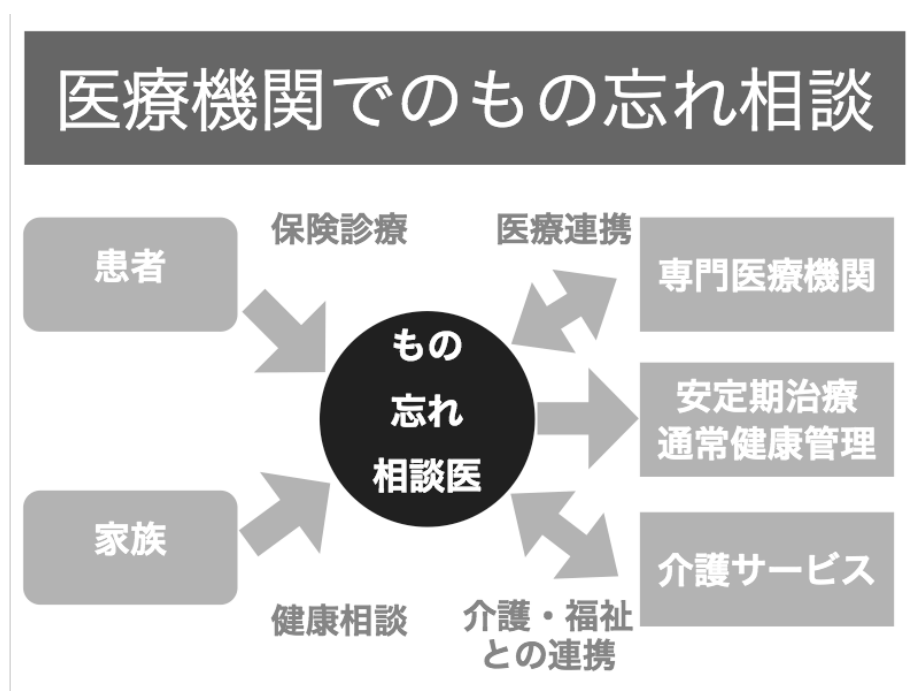 医療機関でのもの忘れ相談
保険診療
医療連携
患者
専門医療機関
もの
忘れ
相談医
安定期治療
通常健康管理
家族
介護サービス
健康相談
介護・福祉
との連携